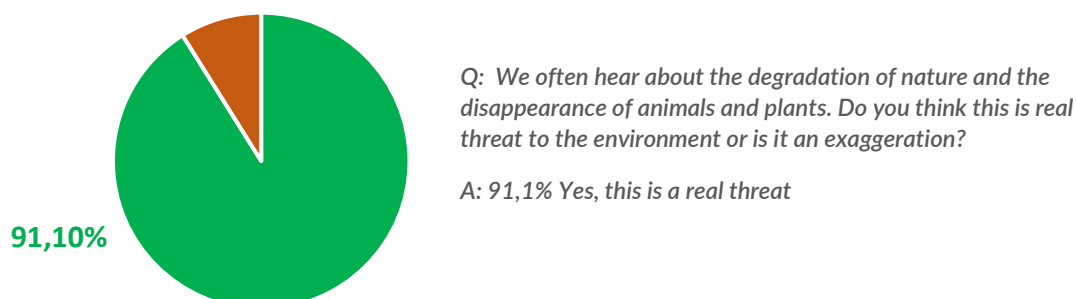 Q:  We often hear about the degradation of nature and the
disappearance of animals and plants. Do you think this is real
threat to the environment or is it an exaggeration?
A: 91,1% Yes, this is a real threat
91,10%